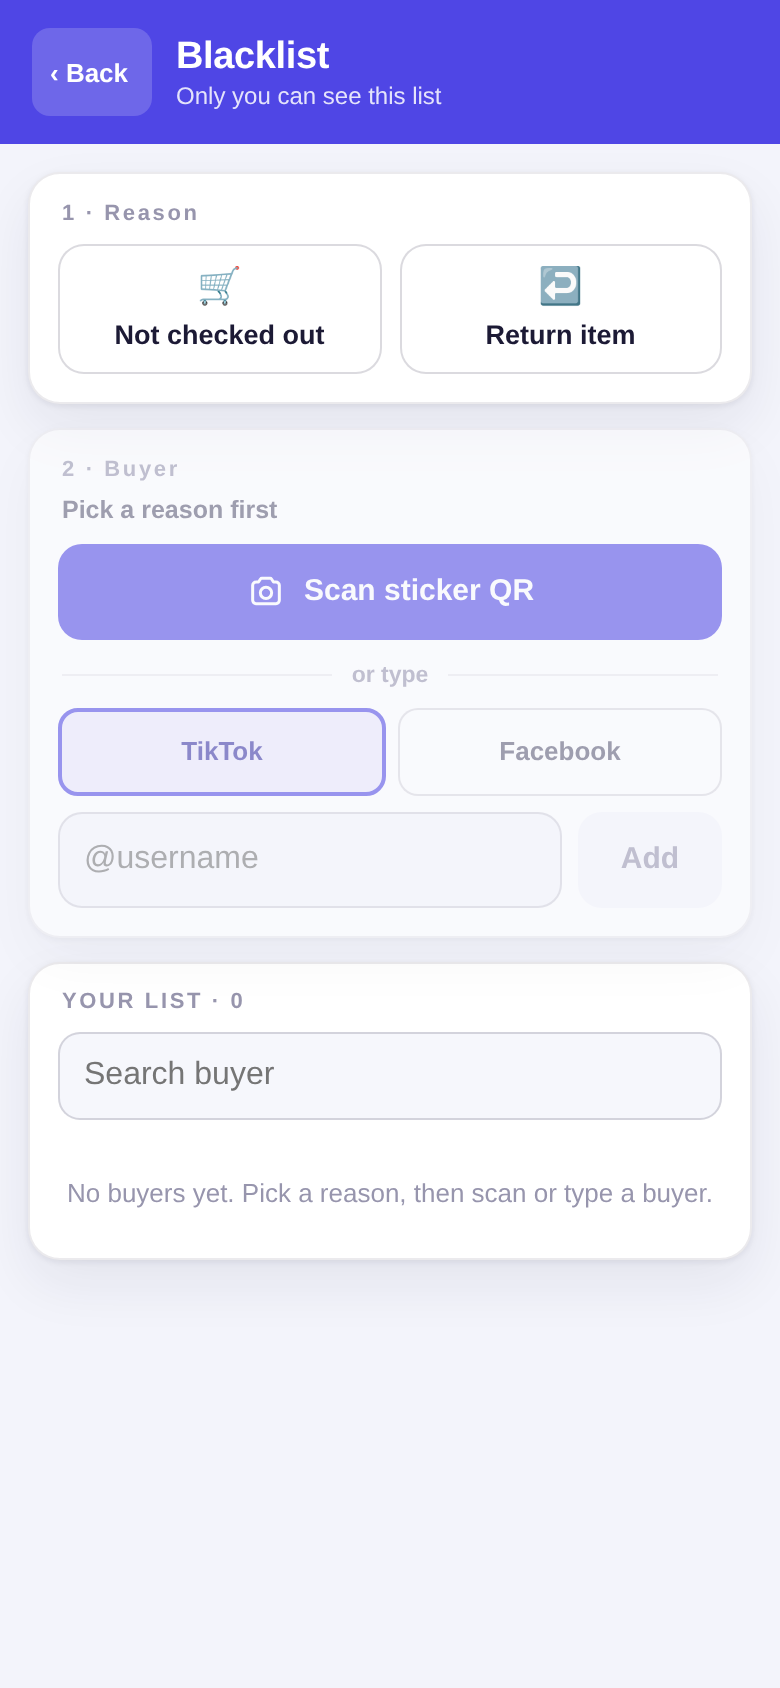 ‹ Back
Blacklist
Only you can see this list
1 · Reason
Not checked out
Return item
2 · Buyer
Pick a reason first
Scan sticker QR
or type
TikTok
Facebook
@username
Add
YOUR LIST · 0
Search buyer
No buyers yet. Pick a reason, then scan or type a buyer.